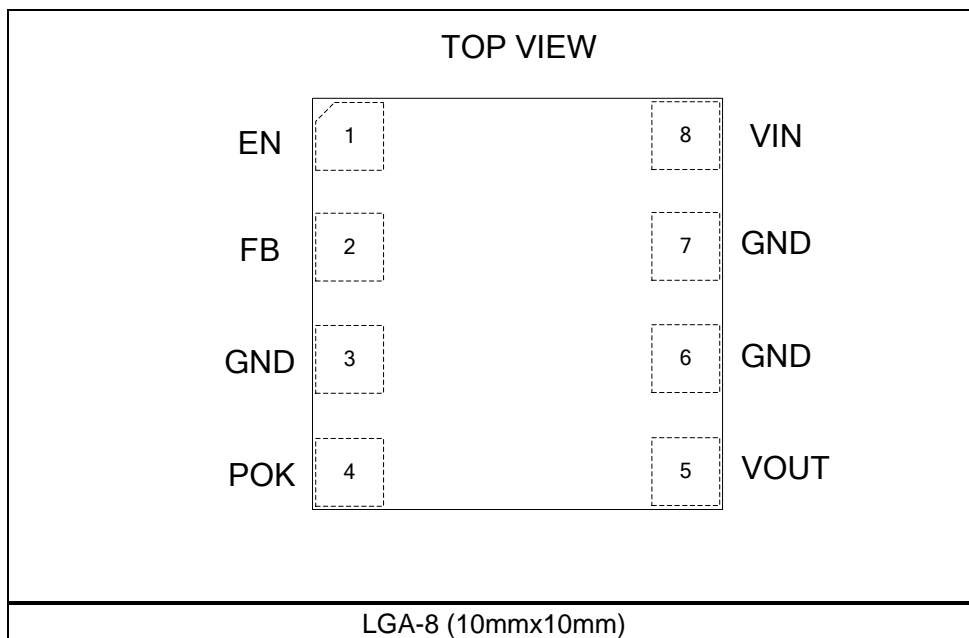 TOP VIEW
EN 1 8 VIN
FB 2 7 GND
GND 3 6 GND
POK 4 5 VOUT
LGA-8 (10mmx10mm)